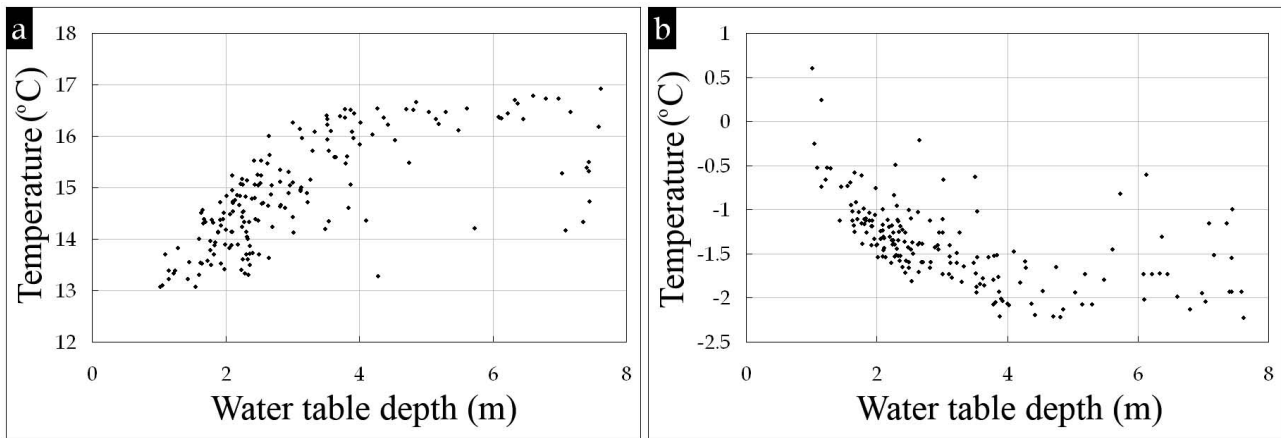 a
18
17
16
15
14
13
12
Temperature (°C)
0 2 4 6 8
Water table depth (m)
b
1
0.5
0
-0.5
-1
-1.5
-2
-2.5
Temperature (°C)
0 2 4 6 8
Water table depth (m)